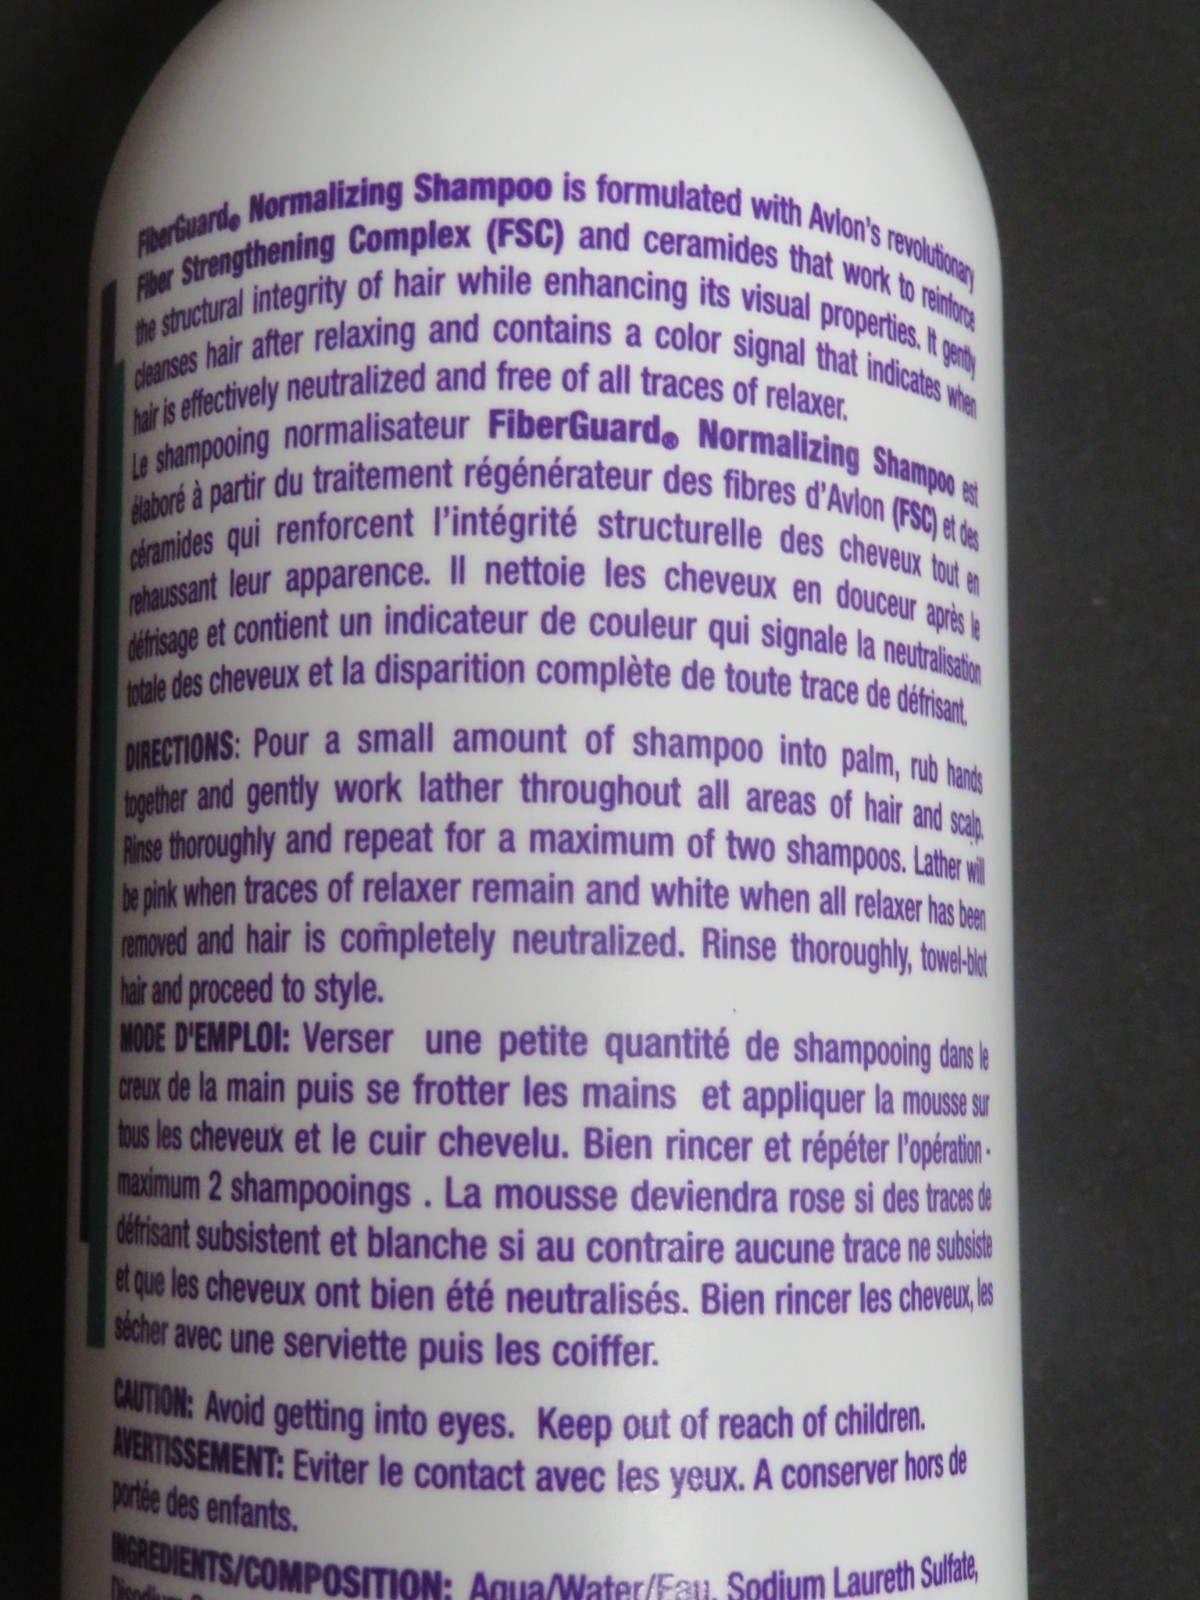 FiberGuard® Normalizing Shampoo is formulated with Avlon's revolutionary
Fiber Strengthening Complex (FSC) and ceramides that work to reinforce
the structural integrity of hair while enhancing its visual properties. It gently
cleanses hair after relaxing and contains a color signal that indicates when
hair is effectively neutralized and free of all traces of relaxer.
Le shampooing normalisateur FiberGuard® Normalizing Shampoo est
élaboré à partir du traitement régénérateur des fibres d'Avlon (FSC) et des
céramides qui renforcent l'intégrité structurelle des cheveux tout en
rehaussant leur apparence. Il nettoie les cheveux en douceur après le
défrisage et contient un indicateur de couleur qui signale la neutralisation
totale des cheveux et la disparition complète de toute trace de défrisant.
DIRECTIONS: Pour a small amount of shampoo into palm, rub hands
together and gently work lather throughout all areas of hair and scalp.
Rinse thoroughly and repeat for a maximum of two shampoos. Lather will
be pink when traces of relaxer remain and white when all relaxer has been
removed and hair is completely neutralized. Rinse thoroughly, towel-blot
hair and proceed to style.
MODE D'EMPLOI: Verser une petite quantité de shampooing dans le
creux de la main puis se frotter les mains et appliquer la mousse sur
tous les cheveux et le cuir chevelu. Bien rincer et répéter l'opération -
maximum 2 shampooings . La mousse deviendra rose si des traces de
défrisant subsistent et blanche si au contraire aucune trace ne subsiste
et que les cheveux ont bien été neutralisés. Bien rincer les cheveux, les
sécher avec une serviette puis les coiffer.
CAUTION: Avoid getting into eyes. Keep out of reach of children.
AVERTISSEMENT: Eviter le contact avec les yeux. A conserver hors de
portée des enfants.
INGREDIENTS/COMPOSITION: Aqua/Water/Eau, Sodium Laureth Sulfate,
Disodium